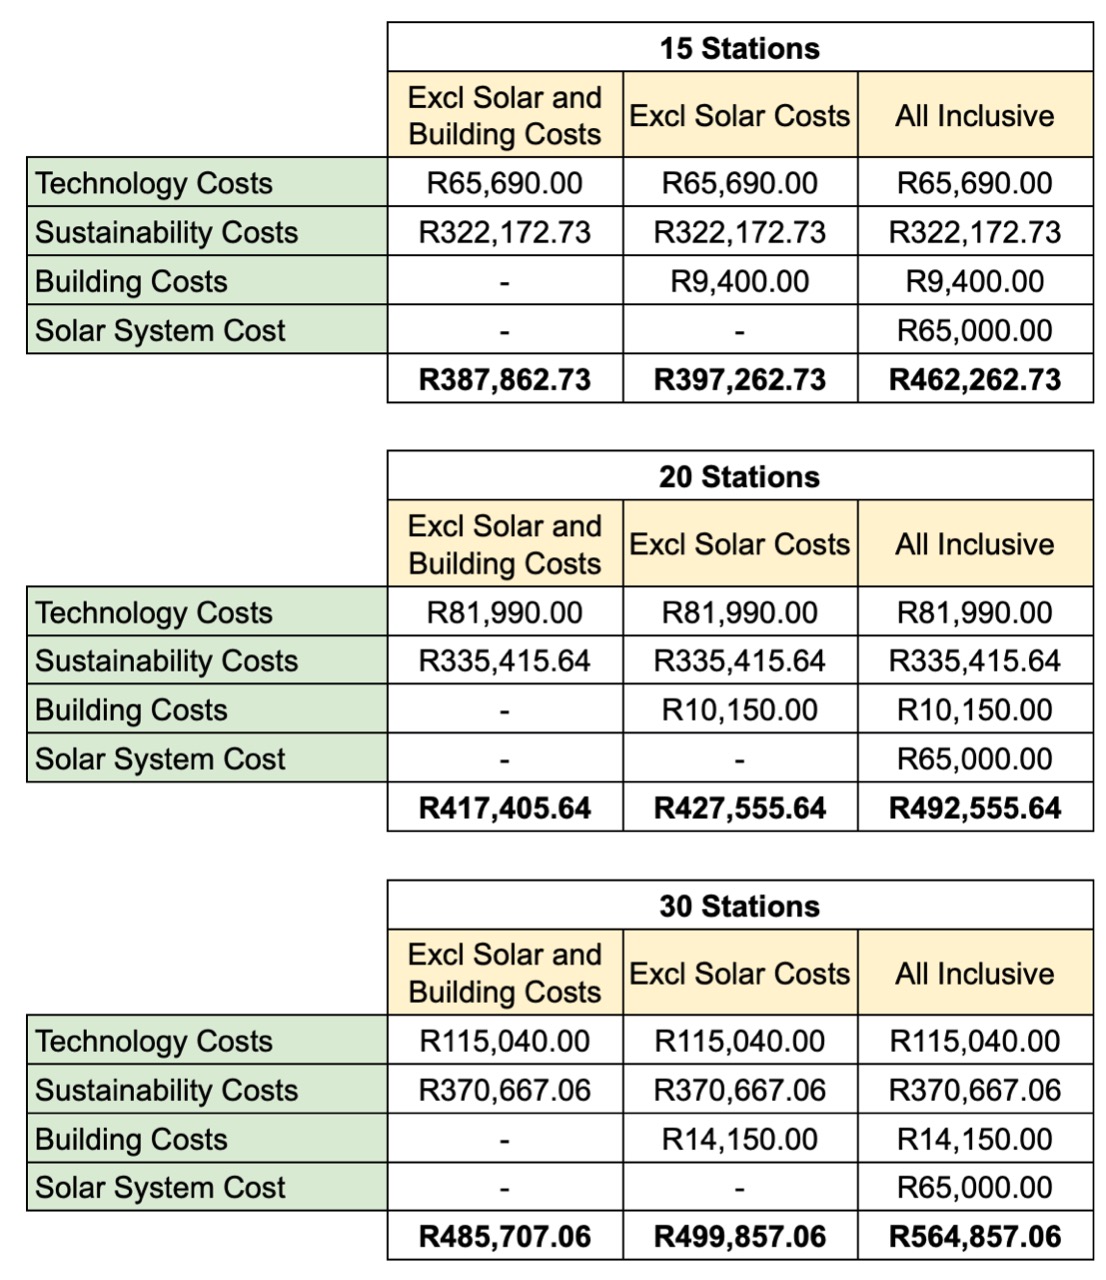 15 Stations
Excl Solar and
Building Costs
Excl Solar Costs
All Inclusive
Technology Costs R65,690.00 R65,690.00 R65,690.00
Sustainability Costs R322,172.73 R322,172.73 R322,172.73
Building Costs - R9,400.00 R9,400.00
Solar System Cost - - R65,000.00
R387,862.73 R397,262.73 R462,262.73
20 Stations
Excl Solar and
Building Costs
Excl Solar Costs
All Inclusive
Technology Costs R81,990.00 R81,990.00 R81,990.00
Sustainability Costs R335,415.64 R335,415.64 R335,415.64
Building Costs - R10,150.00 R10,150.00
Solar System Cost - - R65,000.00
R417,405.64 R427,555.64 R492,555.64
30 Stations
Excl Solar and
Building Costs
Excl Solar Costs
All Inclusive
Technology Costs R115,040.00 R115,040.00 R115,040.00
Sustainability Costs R370,667.06 R370,667.06 R370,667.06
Building Costs - R14,150.00 R14,150.00
Solar System Cost - - R65,000.00
R485,707.06 R499,857.06 R564,857.06